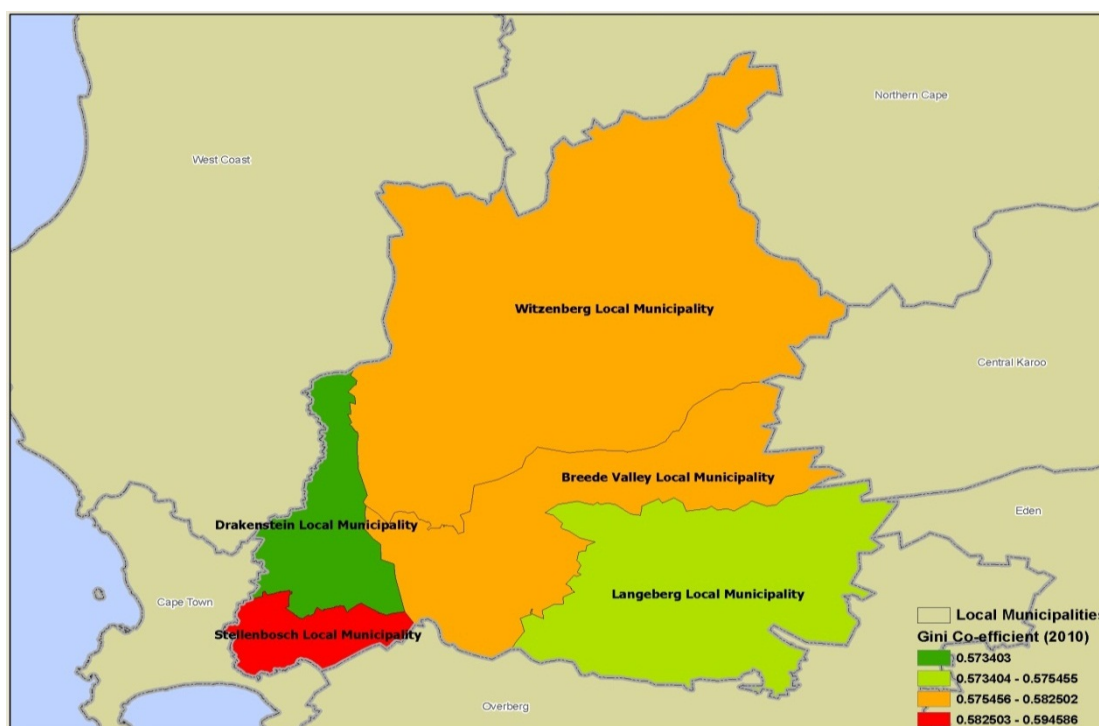 Northern Cape
West Coast
Witzenberg Local Municipality
Central Karoo
Breede Valley Local Municipality
Eden
Drakenstein Local Municipality
Langeberg Local Municipality
Cape Town
Stellenbosch Local Municipality
Overberg
Local Municipalities
Gini Co-efficient (2010)
0.573403
0.573404 - 0.575455
0.575456 - 0.582502
0.582503 - 0.594586